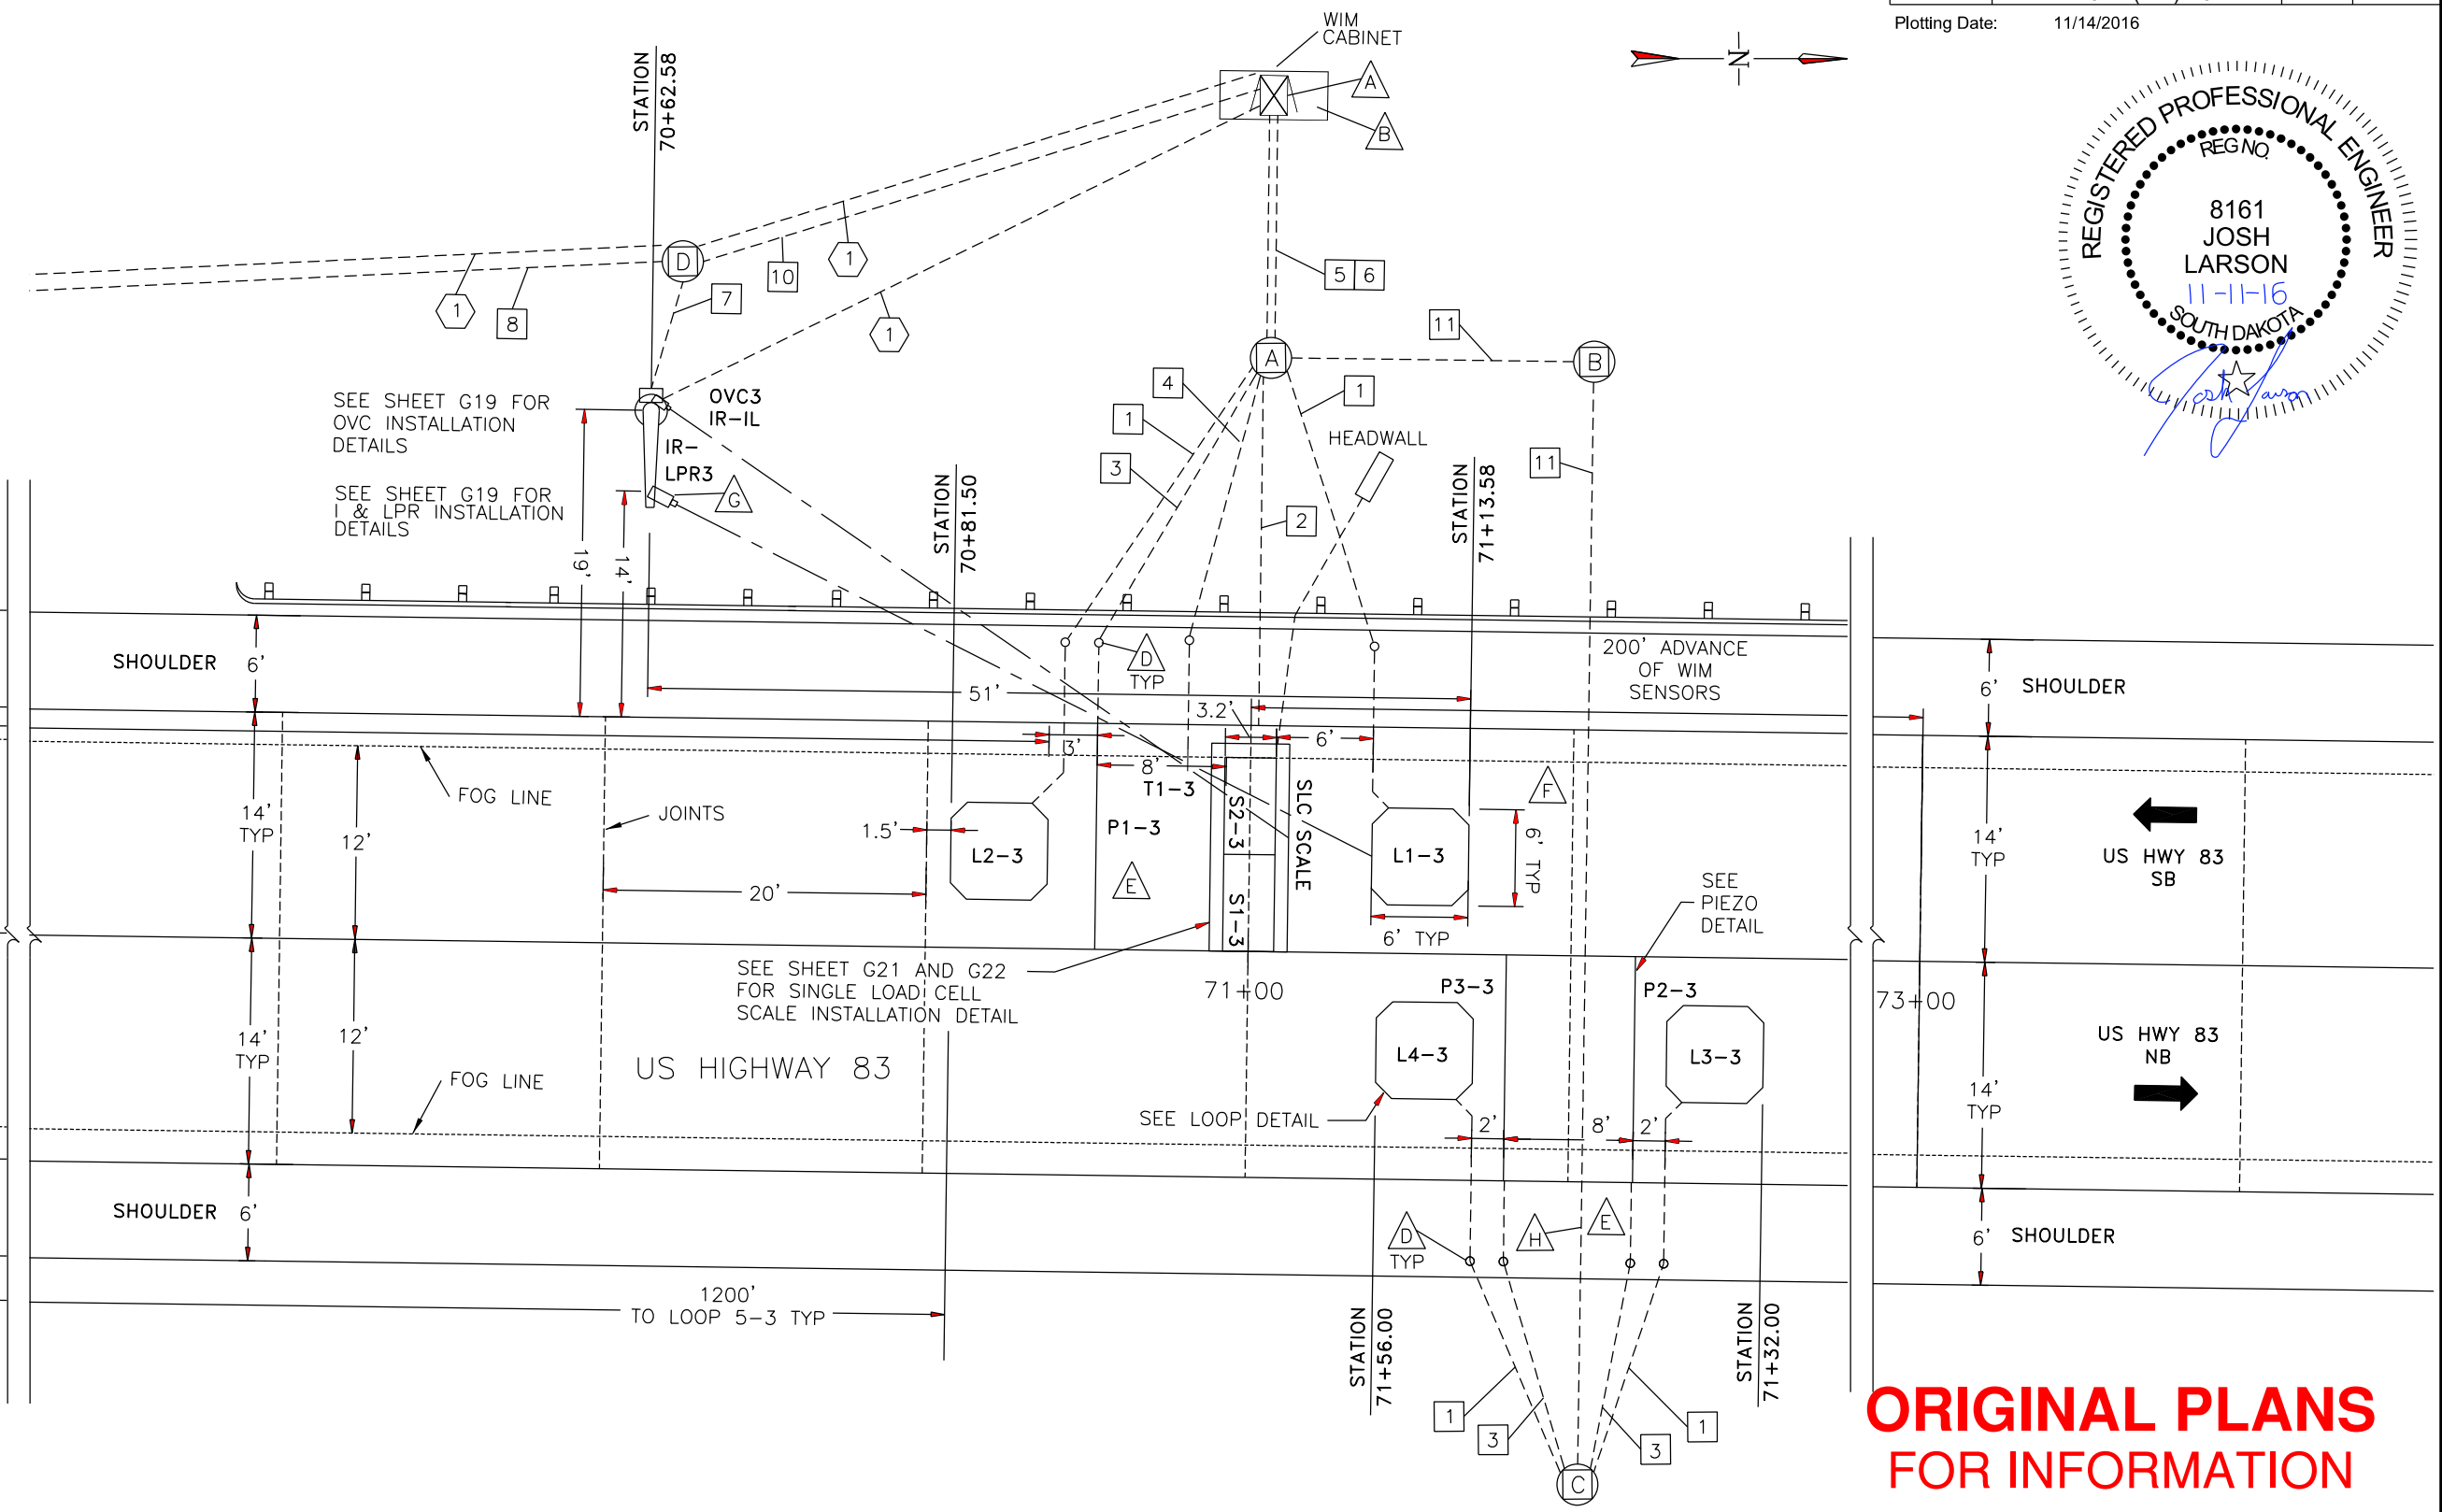 Plotting Date: 11/14/2016
WIM
CABINET
N
A
B
STATION
70+62.58
REGISTERED PROFESSIONAL ENGINEER
REG NO.
8161
JOSH
LARSON
11-11-16
SOUTH DAKOTA
D
10
1
7
1
8
1
5 6
A
11
B
4
1
1
3
2
11
HEADWALL
SEE SHEET G19 FOR
OVC INSTALLATION
DETAILS
OVC3
IR-IL
IR-
LPR3
G
SEE SHEET G19 FOR
I & LPR INSTALLATION
DETAILS
19'
14'
STATION
70+81.50
STATION
71+13.58
SHOULDER 6'
D
TYP
51'
200' ADVANCE
OF WIM
SENSORS
6' SHOULDER
3.2'
3'
6'
8'
T1-3
FOG LINE
JOINTS
14'
TYP
12'
1.5'
L2-3
P1-3
E
S2-3
S1-3
SLC SCALE
L1-3
F
6' TYP
6' TYP
20'
14'
TYP
US HWY 83
SB
SEE
PIEZO
DETAIL
SEE SHEET G21 AND G22
FOR SINGLE LOAD CELL
SCALE INSTALLATION DETAIL
71+00
P3-3
P2-3
73+00
14'
TYP
12'
US HIGHWAY 83
L4-3
L3-3
US HWY 83
NB
FOG LINE
SEE LOOP DETAIL
2'
8'
2'
14'
TYP
SHOULDER 6'
D
TYP
H
E
6' SHOULDER
1200'
TO LOOP 5-3 TYP
STATION
71+56.00
STATION
71+32.00
1
3
3
1
C
ORIGINAL PLANS
FOR INFORMATION